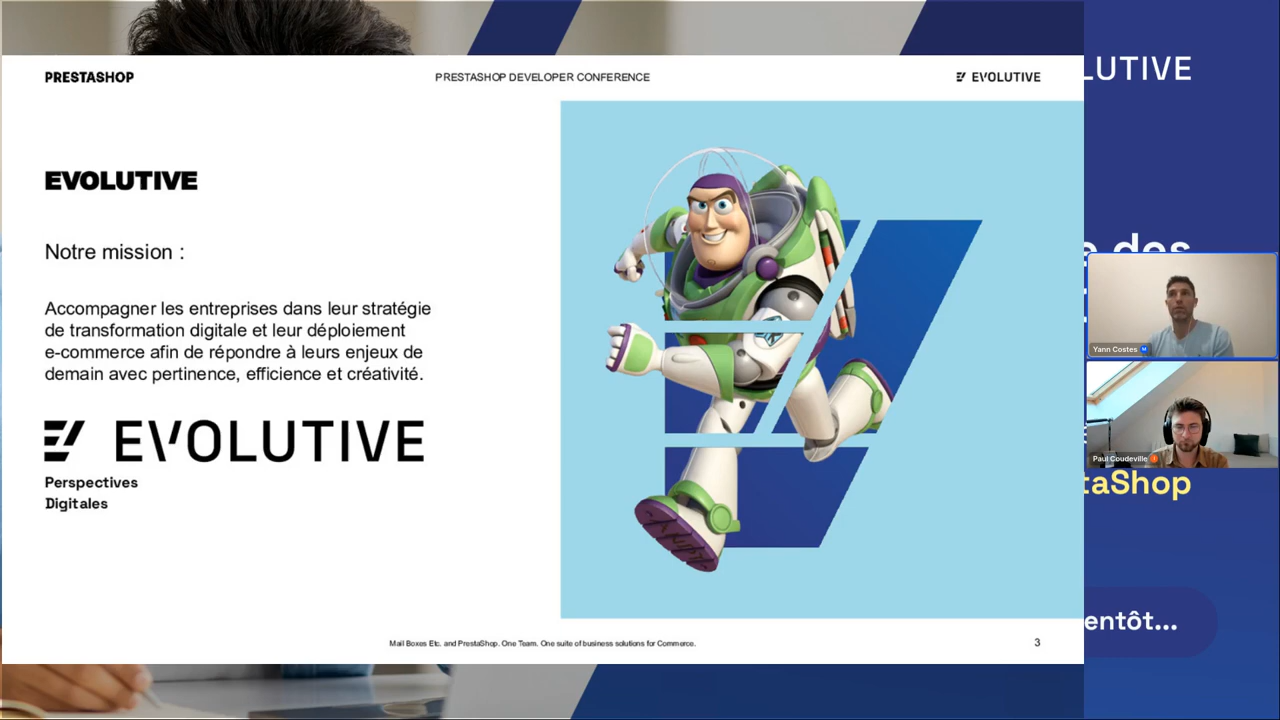 PRESTASHOP
PRESTASHOP DEVELOPER CONFERENCE
EVOLUTIVE
EVOLUTIVE
Notre mission :
Accompagner les entreprises dans leur stratégie
de transformation digitale et leur déploiement
e-commerce afin de répondre à leurs enjeux de
demain avec pertinence, efficience et créativité.
EVOLUTIVE
Perspectives
Digitales
Mail Boxes Etc. and PrestaShop. One Team. One suite of business solutions for Commerce.
3
LUTIVE
des
Yann Costes
Paul Coudeville
taShop
entôt...